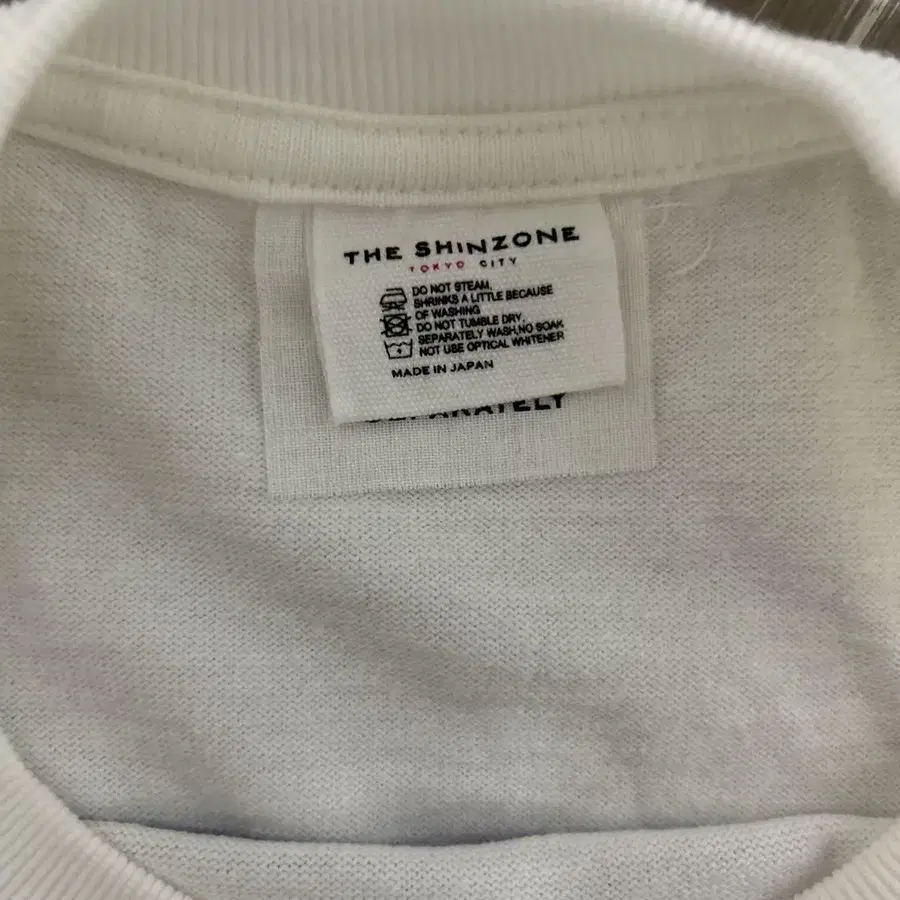 THE SHINZONE
TOKYO CITY
DO NOT STEAM,
SHRINKS A LITTLE BECAUSE
OF WASHING
DO NOT TUMBLE DRY,
SEPARATELY WASH,NO SOAK
NOT USE OPTICAL WHITENER
MADE IN JAPAN
SEPARATELY